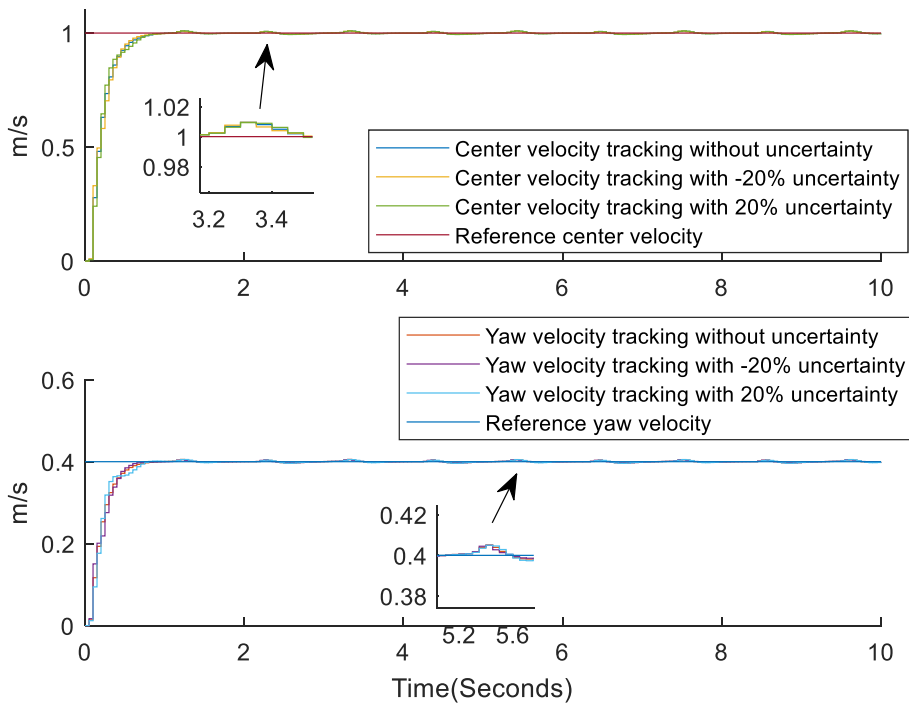 1
1.02
1
0.98
3.2 3.4
m/s
0.5
Center velocity tracking without uncertainty
Center velocity tracking with -20% uncertainty
Center velocity tracking with 20% uncertainty
Reference center velocity
0
0 2 4 6 8 10
Yaw velocity tracking without uncertainty
Yaw velocity tracking with -20% uncertainty
Yaw velocity tracking with 20% uncertainty
Reference yaw velocity
0.6
0.4
m/s
0.2
0.42
0.4
0.38
5.2 5.6
0
0 2 4 6 8 10
Time(Seconds)